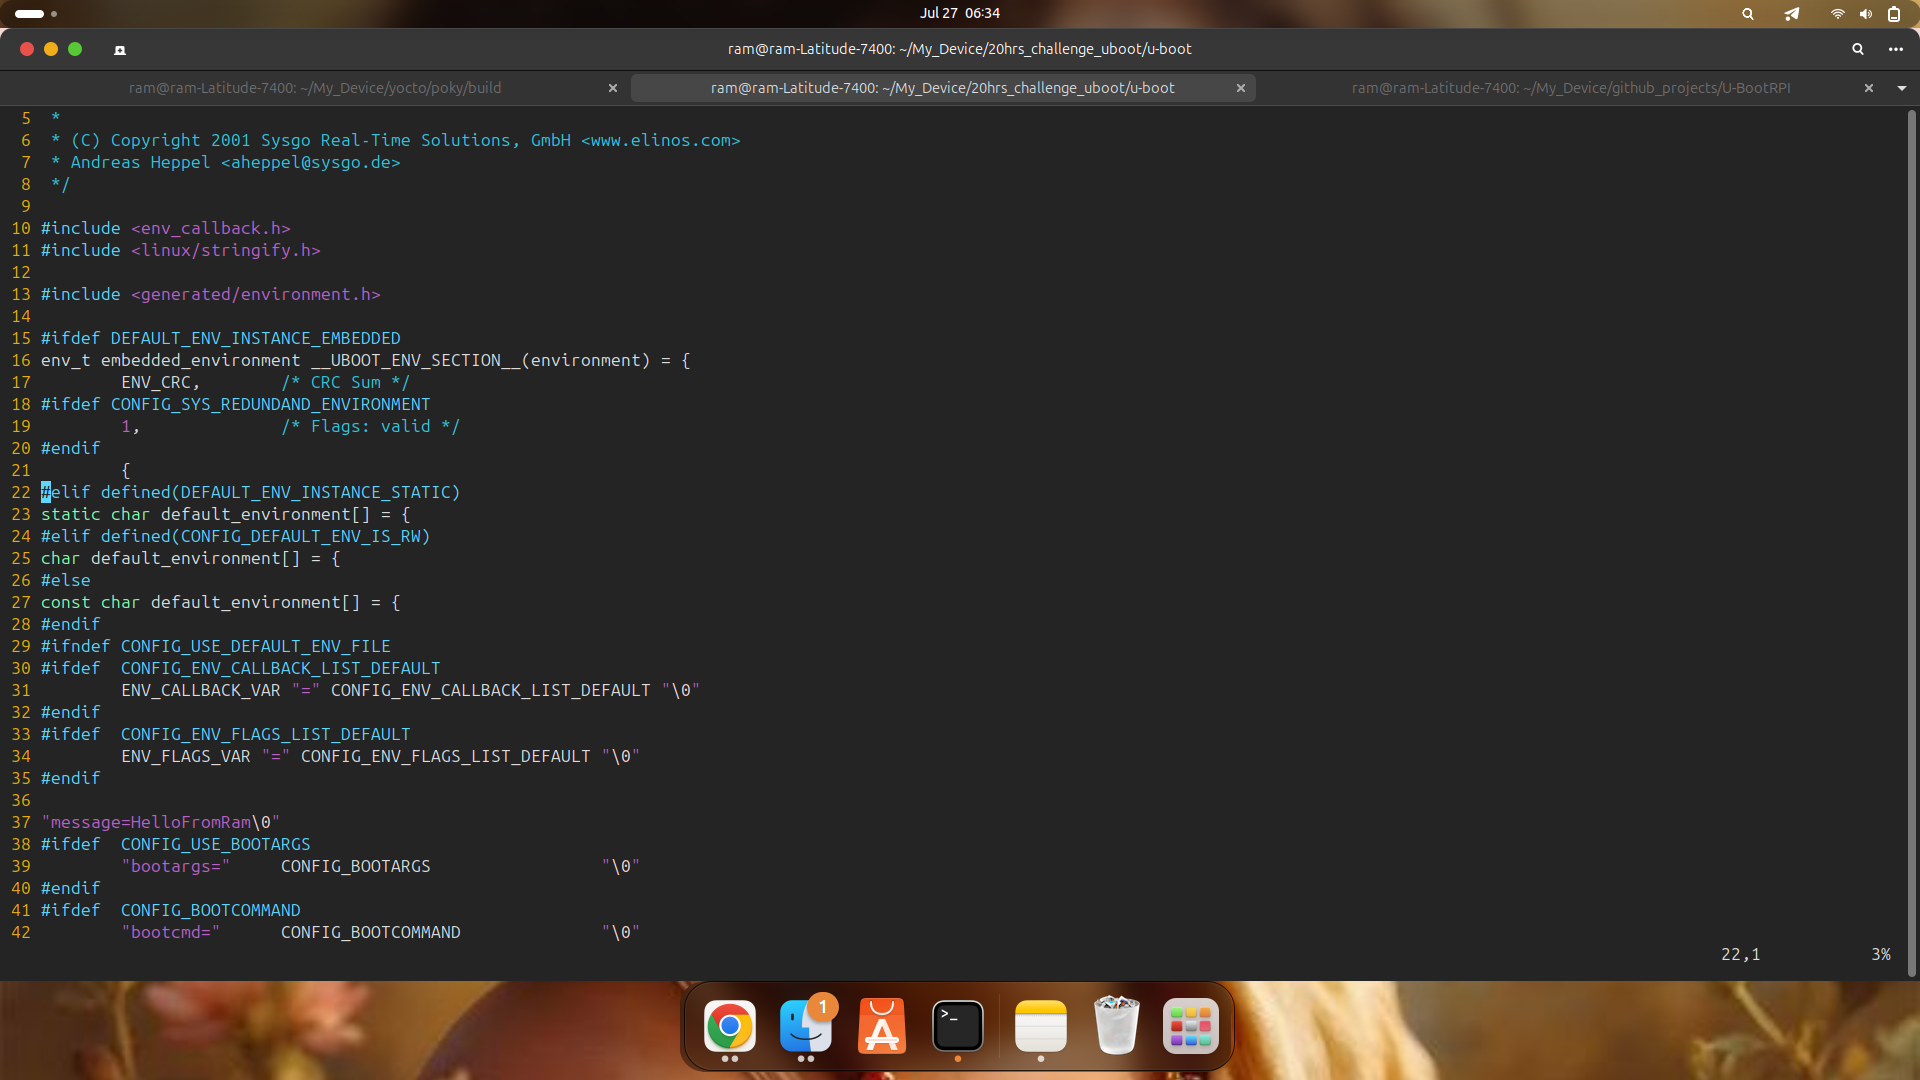 Jul 27 06:34
ram@ram-Latitude-7400: ~/My_Device/20hrs_challenge_uboot/u-boot
ram@ram-Latitude-7400: ~/My_Device/yocto/poky/build
ram@ram-Latitude-7400: ~/My_Device/20hrs_challenge_uboot/u-boot
ram@ram-Latitude-7400: ~/My_Device/github_projects/U-BootRPI
5  *
6  * (C) Copyright 2001 Sysgo Real-Time Solutions, GmbH <www.elinos.com>
7  * Andreas Heppel <aheppel@sysgo.de>
8  */
9
10 #include <env_callback.h>
11 #include <linux/stringify.h>
12
13 #include <generated/environment.h>
14
15 #ifdef DEFAULT_ENV_INSTANCE_EMBEDDED
16 env_t embedded_environment __UBOOT_ENV_SECTION__(environment) = {
17         ENV_CRC,        /* CRC Sum */
18 #ifdef CONFIG_SYS_REDUNDAND_ENVIRONMENT
19         1,              /* Flags: valid */
20 #endif
21         {
22 #elif defined(DEFAULT_ENV_INSTANCE_STATIC)
23 static char default_environment[] = {
24 #elif defined(CONFIG_DEFAULT_ENV_IS_RW)
25 char default_environment[] = {
26 #else
27 const char default_environment[] = {
28 #endif
29 #ifndef CONFIG_USE_DEFAULT_ENV_FILE
30 #ifdef  CONFIG_ENV_CALLBACK_LIST_DEFAULT
31         ENV_CALLBACK_VAR "=" CONFIG_ENV_CALLBACK_LIST_DEFAULT "\0"
32 #endif
33 #ifdef  CONFIG_ENV_FLAGS_LIST_DEFAULT
34         ENV_FLAGS_VAR "=" CONFIG_ENV_FLAGS_LIST_DEFAULT "\0"
35 #endif
36
37 "message=HelloFromRam\0"
38 #ifdef  CONFIG_USE_BOOTARGS
39         "bootargs="     CONFIG_BOOTARGS                 "\0"
40 #endif
41 #ifdef  CONFIG_BOOTCOMMAND
42         "bootcmd="      CONFIG_BOOTCOMMAND              "\0"
22,1 3%
1
>_